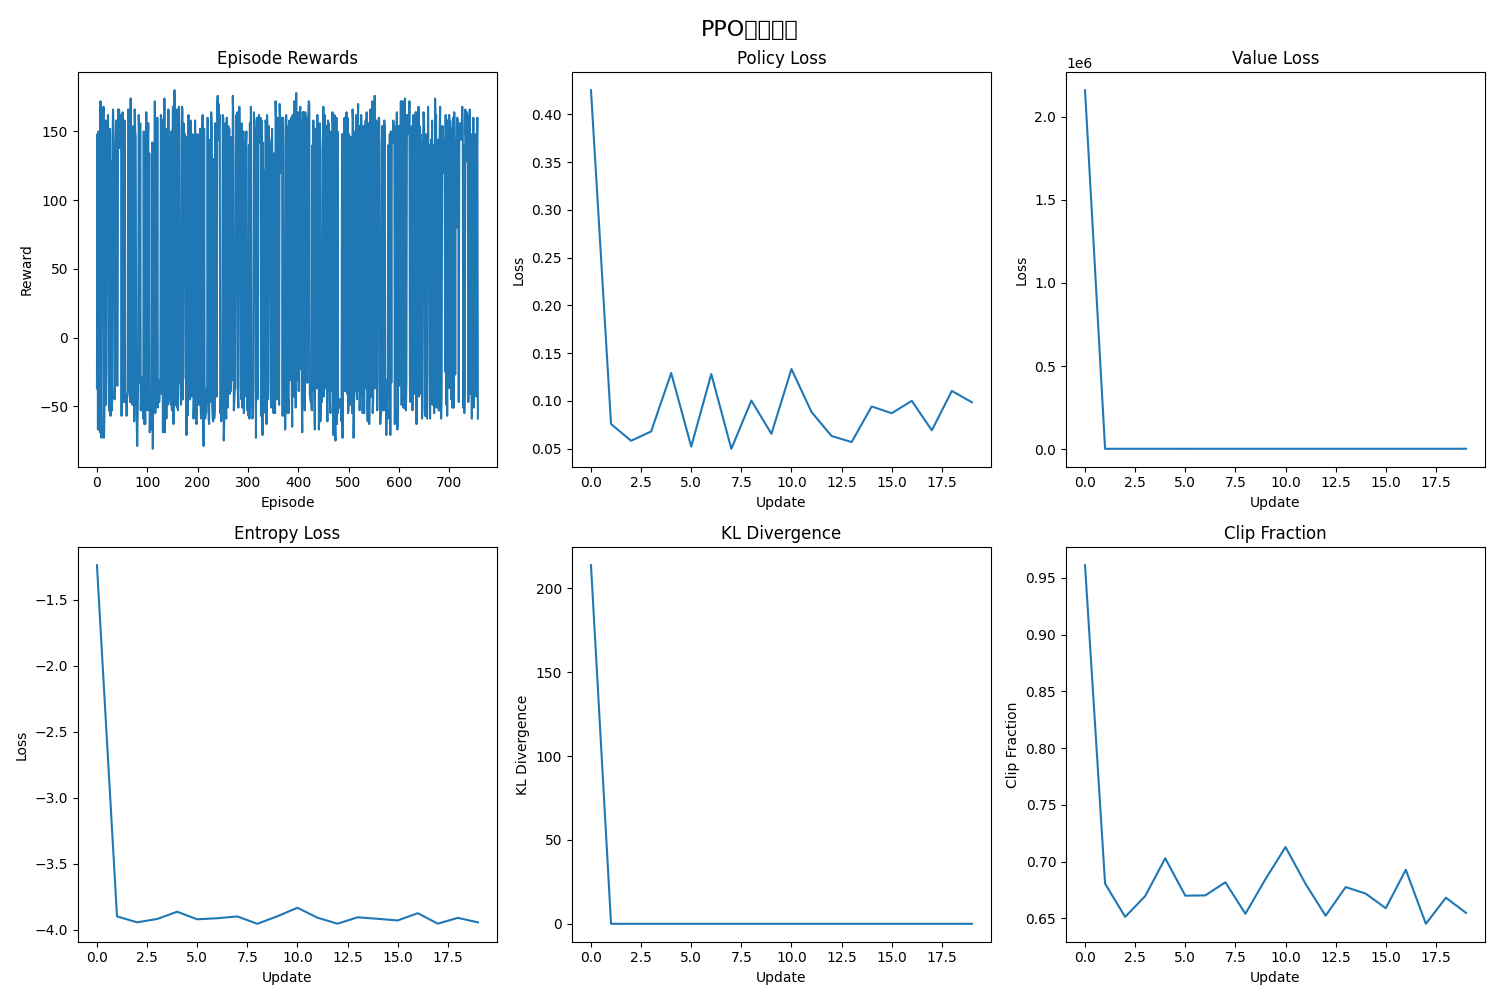 PPO
Episode Rewards
Reward
150
100
50
0
−50
0 100 200 300 400 500 600 700
Episode
Policy Loss
Loss
0.40
0.35
0.30
0.25
0.20
0.15
0.10
0.05
0.0 2.5 5.0 7.5 10.0 12.5 15.0 17.5
Update
Value Loss
1e6
Loss
2.0
1.5
1.0
0.5
0.0
0.0 2.5 5.0 7.5 10.0 12.5 15.0 17.5
Update
Entropy Loss
Loss
−1.5
−2.0
−2.5
−3.0
−3.5
−4.0
0.0 2.5 5.0 7.5 10.0 12.5 15.0 17.5
Update
KL Divergence
KL Divergence
200
150
100
50
0
0.0 2.5 5.0 7.5 10.0 12.5 15.0 17.5
Update
Clip Fraction
Clip Fraction
0.95
0.90
0.85
0.80
0.75
0.70
0.65
0.0 2.5 5.0 7.5 10.0 12.5 15.0 17.5
Update